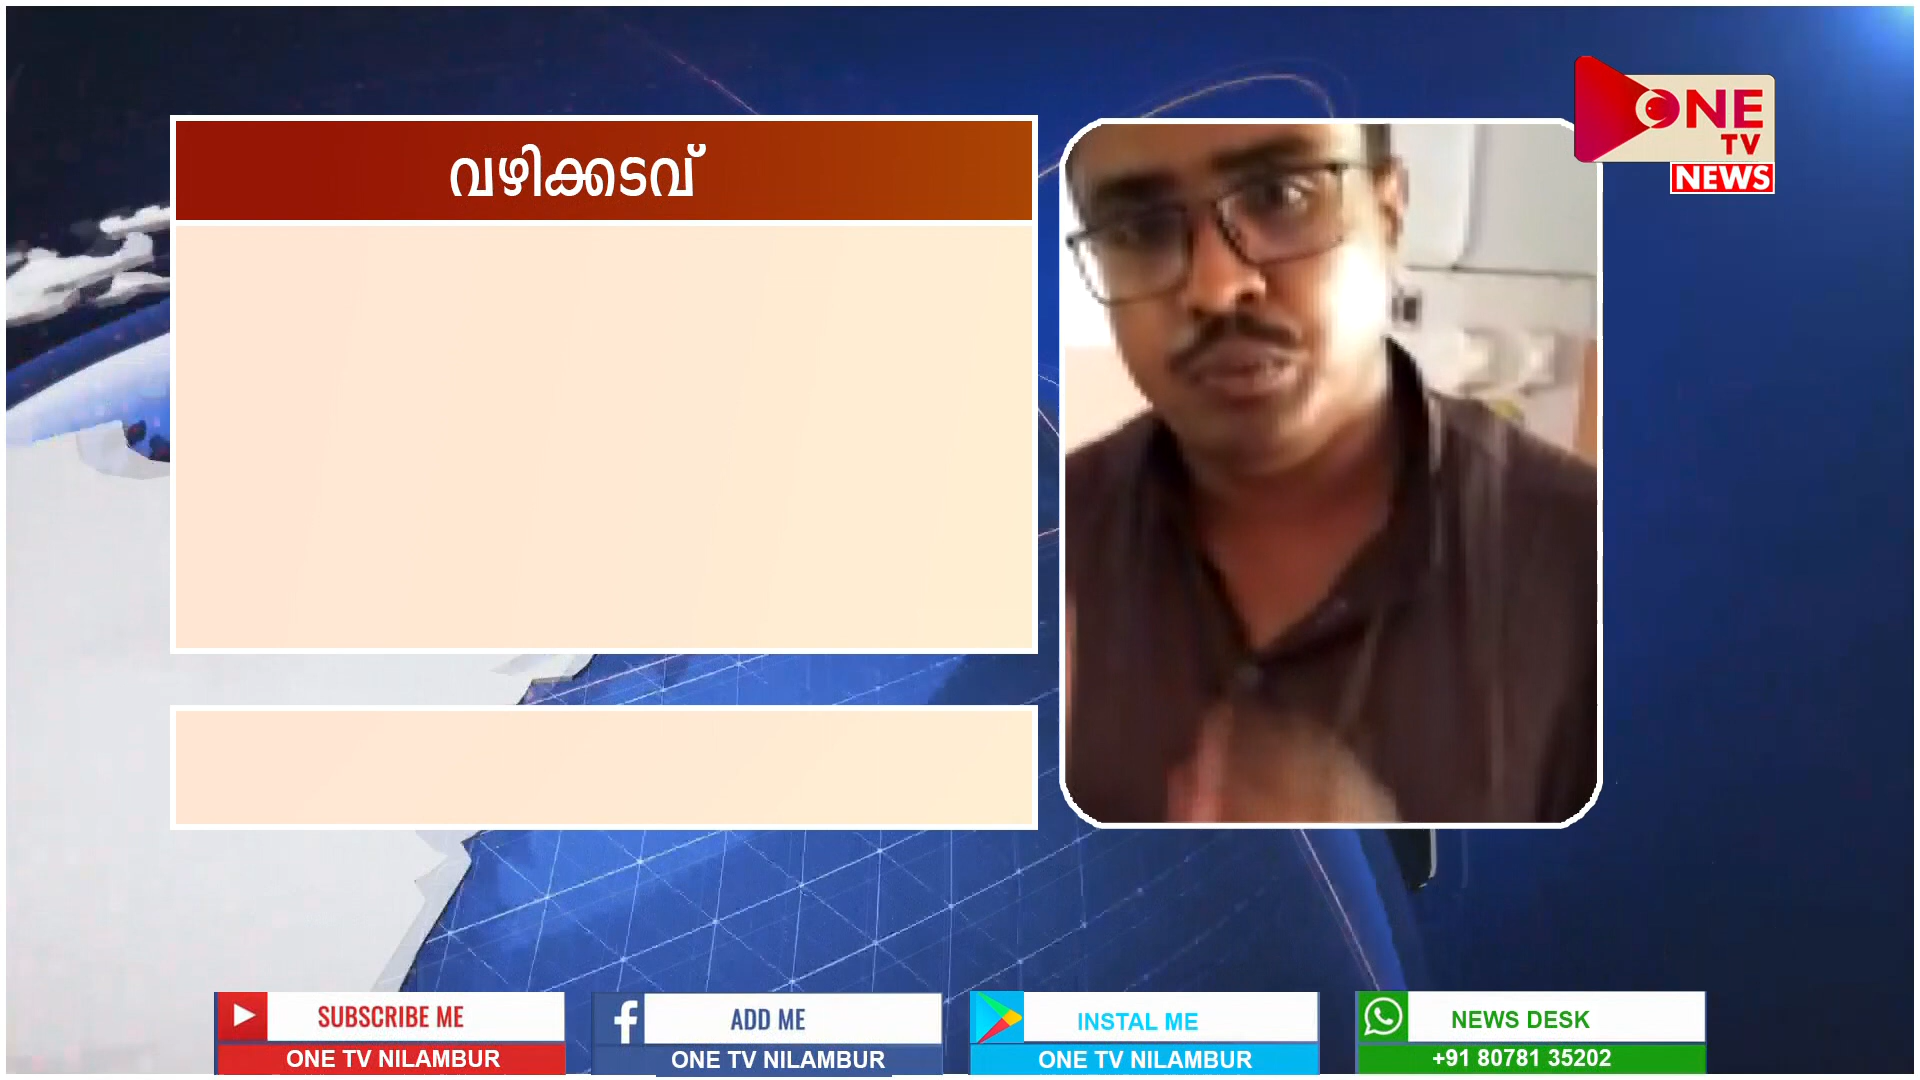 വഴിക്കടവ്
ONE
TV
NEWS
SUBSCRIBE ME
ONE TV NILAMBUR
ADD ME
ONE TV NILAMBUR
INSTAL ME
ONE TV NILAMBUR
NEWS DESK
+91 80781 35202